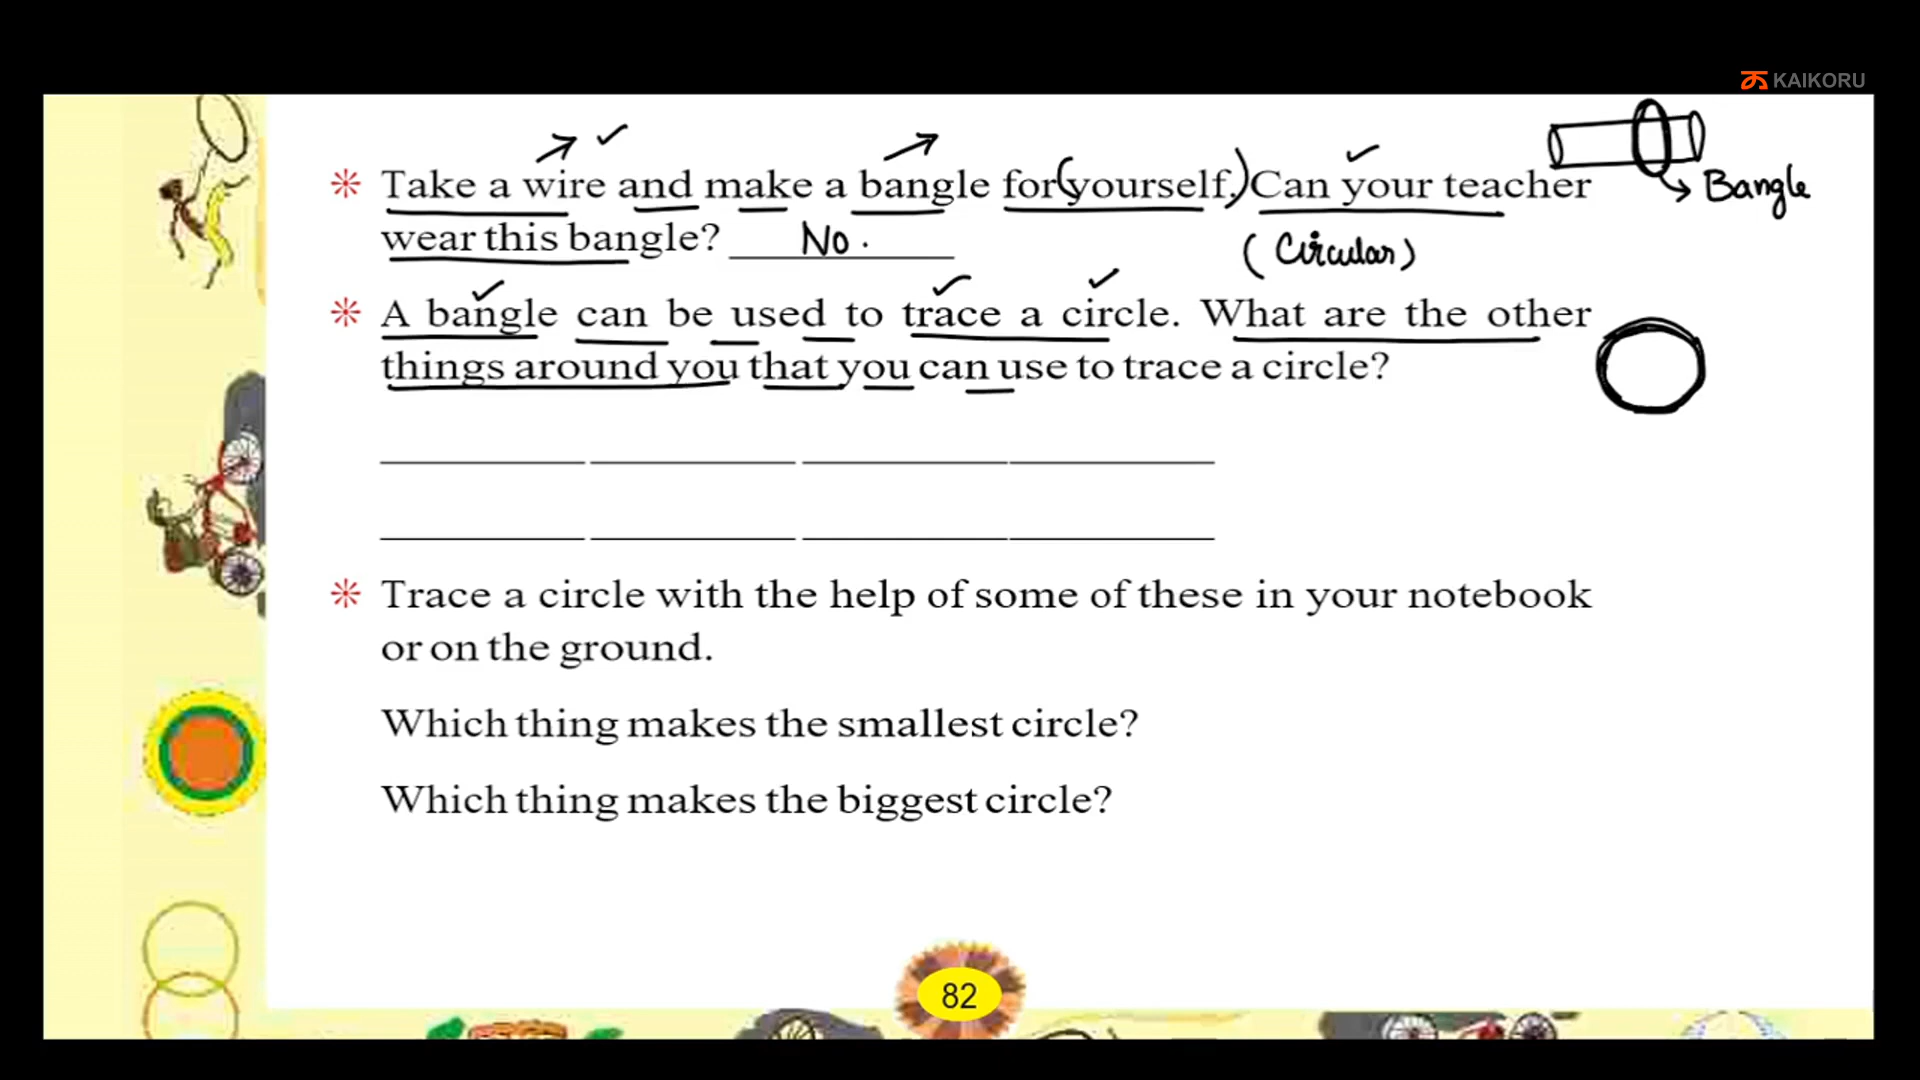 KAIKORU
Take a wire and make a bangle for (yourself.) Can your teacher
Bangle
wear this bangle? No.
(Circular)
A bangle can be used to trace a circle. What are the other
things around you that you can use to trace a circle?
Trace a circle with the help of some of these in your notebook
or on the ground.
Which thing makes the smallest circle?
Which thing makes the biggest circle?
82